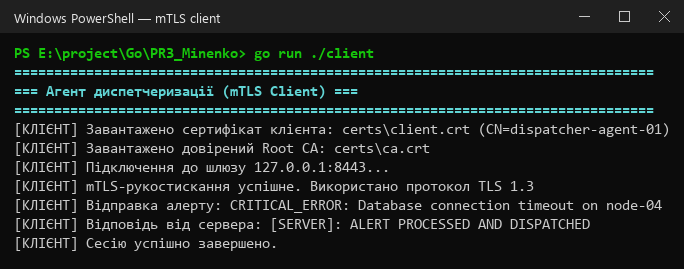 Windows PowerShell — mTLS client
PS E:\project\Go\PR3_Minenko> go run ./client
================================================================================
=== Агент диспетчеризації (mTLS Client) ===
================================================================================
[КЛІЄНТ] Завантажено сертифікат клієнта: certs\client.crt (CN=dispatcher-agent-01)
[КЛІЄНТ] Завантажено довірений Root CA: certs\ca.crt
[КЛІЄНТ] Підключення до шлюзу 127.0.0.1:8443...
[КЛІЄНТ] mTLS-рукостискання успішне. Використано протокол TLS 1.3
[КЛІЄНТ] Відправка алерту: CRITICAL_ERROR: Database connection timeout on node-04
[КЛІЄНТ] Відповідь від сервера: [SERVER]: ALERT PROCESSED AND DISPATCHED
[КЛІЄНТ] Сесію успішно завершено.